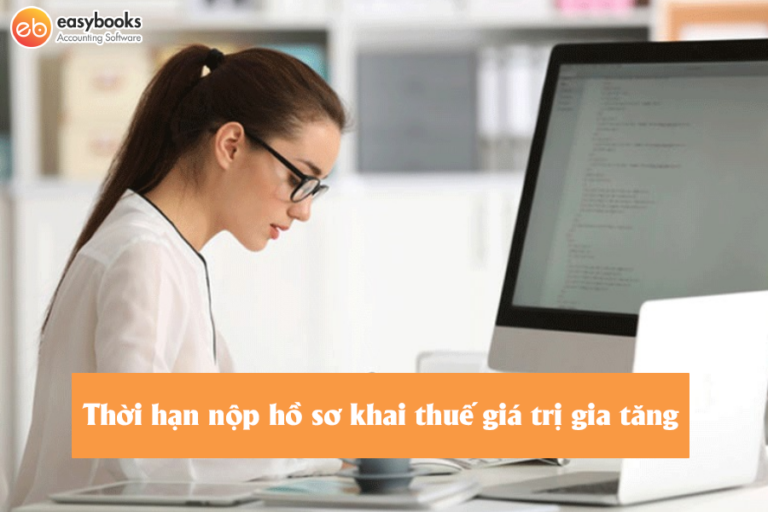 eb easybooks
Accounting Software
Thời hạn nộp hồ sơ khai thuế giá trị gia tăng